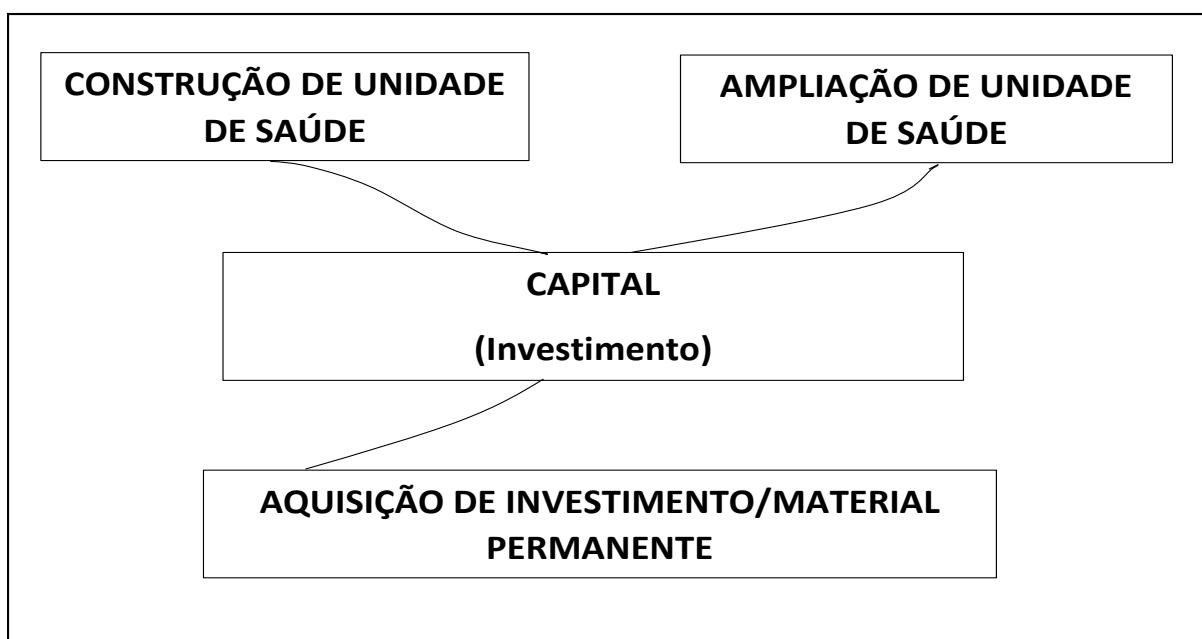 CONSTRUÇÃO DE UNIDADE
DE SAÚDE
AMPLIAÇÃO DE UNIDADE
DE SAÚDE
CAPITAL
(Investimento)
AQUISIÇÃO DE INVESTIMENTO/MATERIAL
PERMANENTE